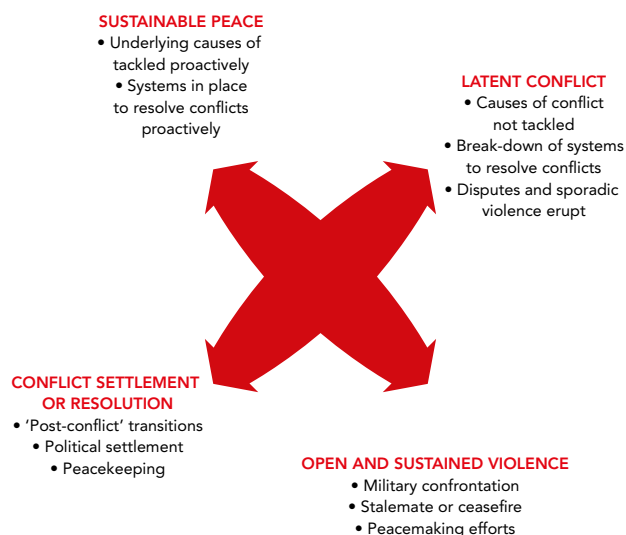 SUSTAINABLE PEACE
• Underlying causes of
tackled proactively
• Systems in place
to resolve conflicts
proactively
LATENT CONFLICT
• Causes of conflict
not tackled
• Break-down of systems
to resolve conflicts
• Disputes and sporadic
violence erupt
CONFLICT SETTLEMENT
OR RESOLUTION
• 'Post-conflict' transitions
• Political settlement
• Peacekeeping
OPEN AND SUSTAINED VIOLENCE
• Military confrontation
• Stalemate or ceasefire
• Peacemaking efforts